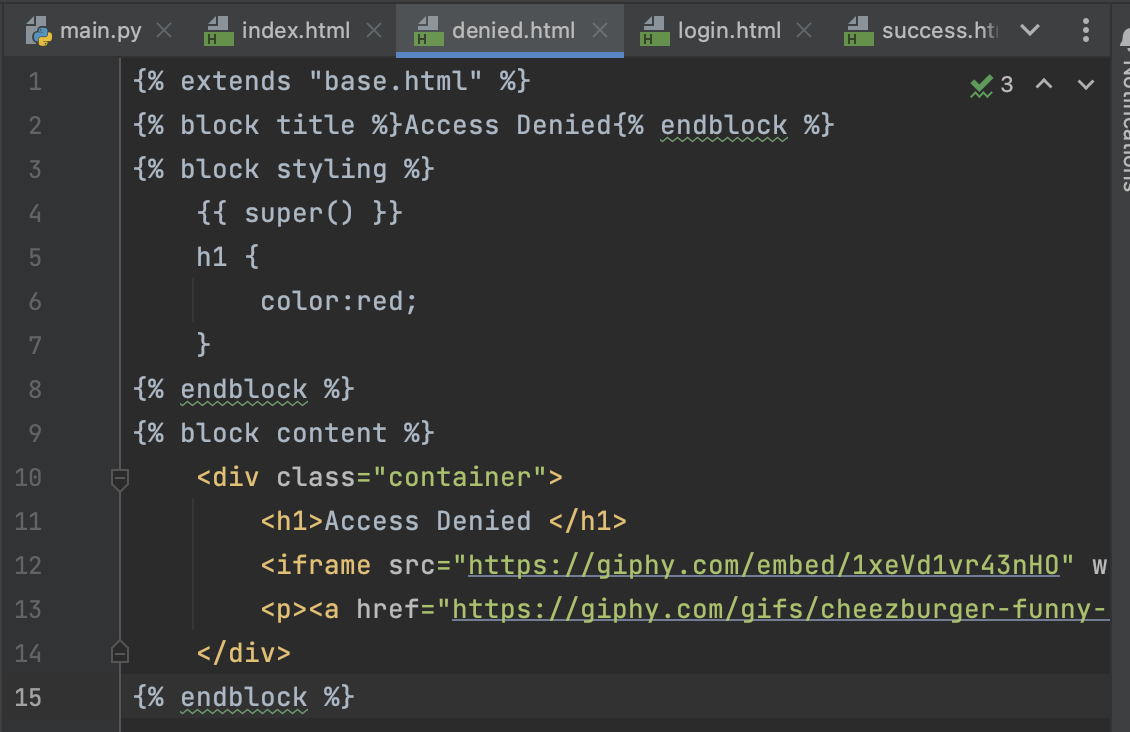 main.py index.html denied.html login.html success.ht
1 {% extends "base.html" %} 3
2 {% block title %}Access Denied{% endblock %}
3 {% block styling %}
4 {{ super() }}
5 h1 {
6 color:red;
7 }
8 {% endblock %}
9 {% block content %}
10 <div class="container">
11 <h1>Access Denied </h1>
12 <iframe src="https://giphy.com/embed/1xeVd1vr43nHO" w
13 <p><a href="https://giphy.com/gifs/cheezburger-funny-
14 </div>
15 {% endblock %}
Notifications